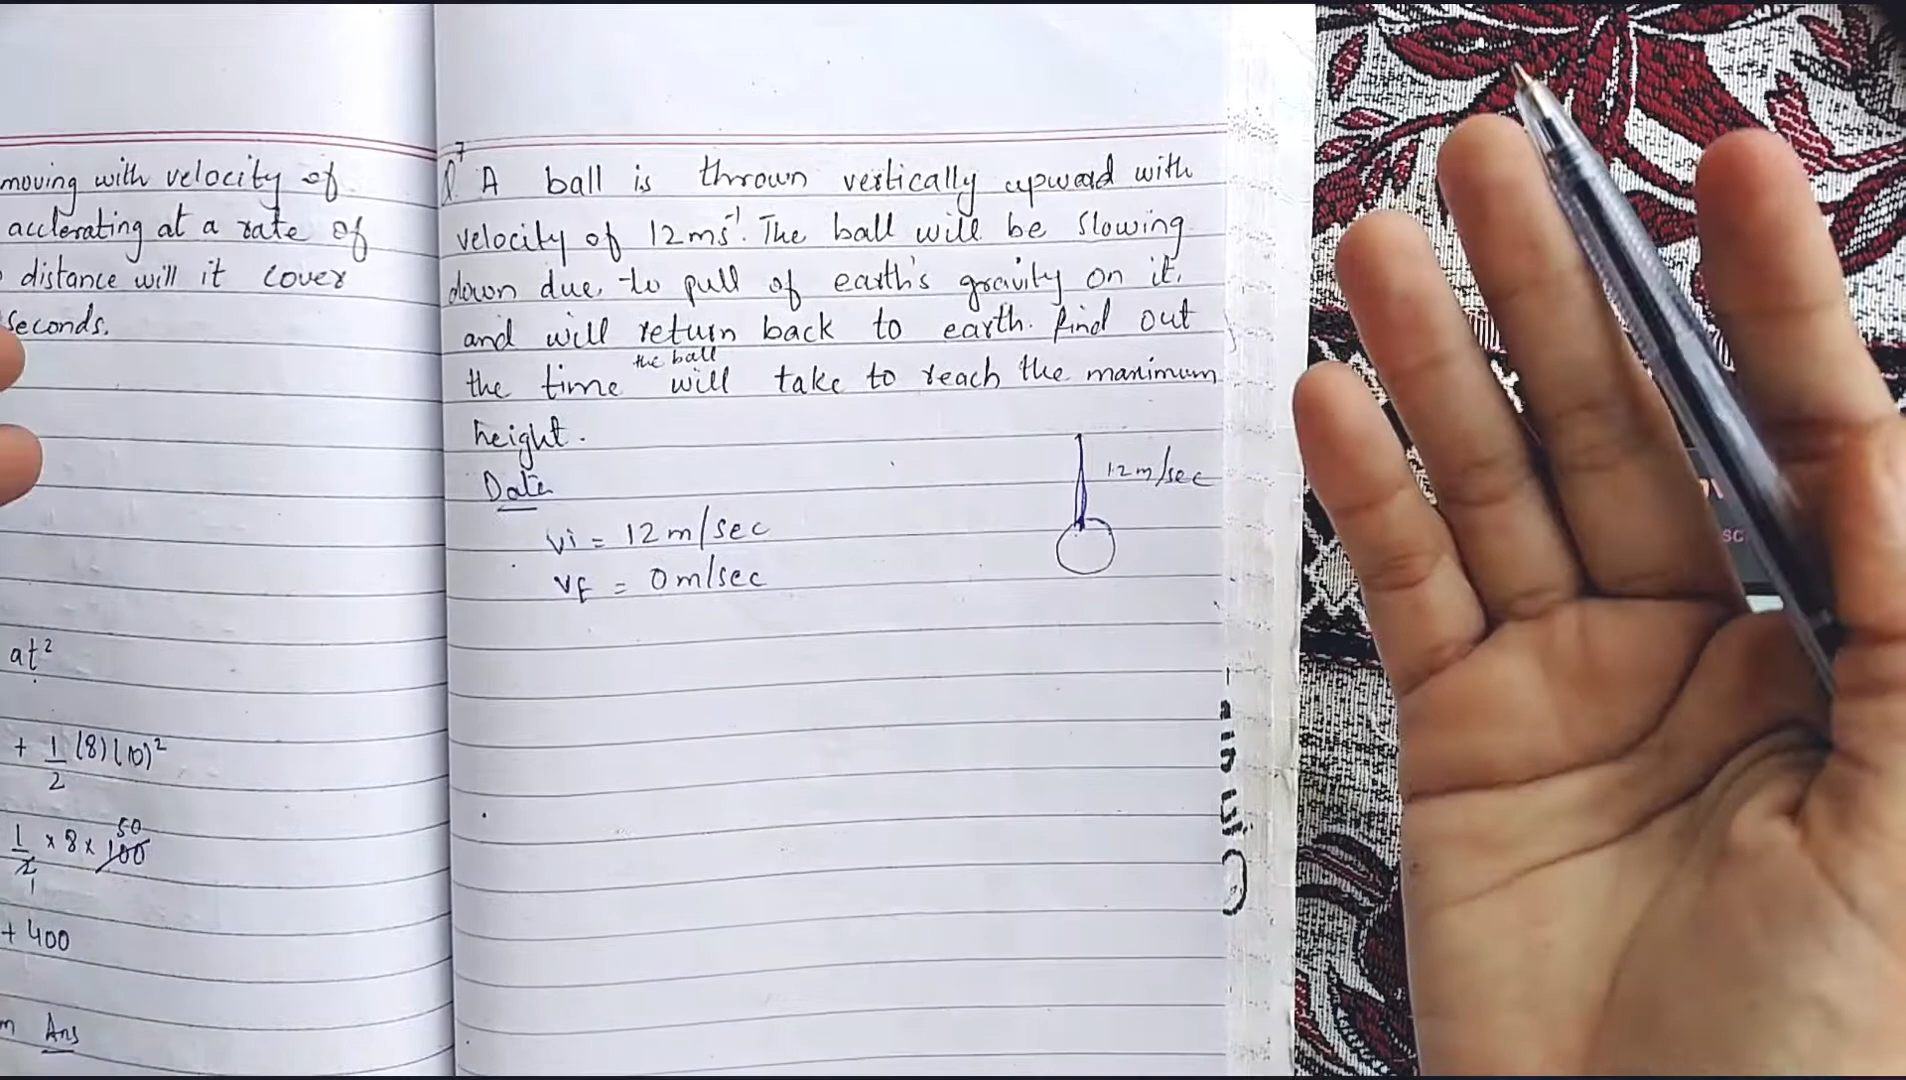 moving with velocity of
acclerating at a rate of
distance will it cover
seconds.
at²
+ 1/2 (8)(10)²
50
1/2 × 8 × 100
1
+ 400
m Ans
7
Q A ball is thrown vertically upward with
velocity of 12ms⁻¹. The ball will be slowing
down due to pull of earth's gravity on it.
and will return back to earth. find out
the ball
the time will take to reach the maximum
height.
Data
12m/sec
Vi = 12m/sec
VF = 0m/sec